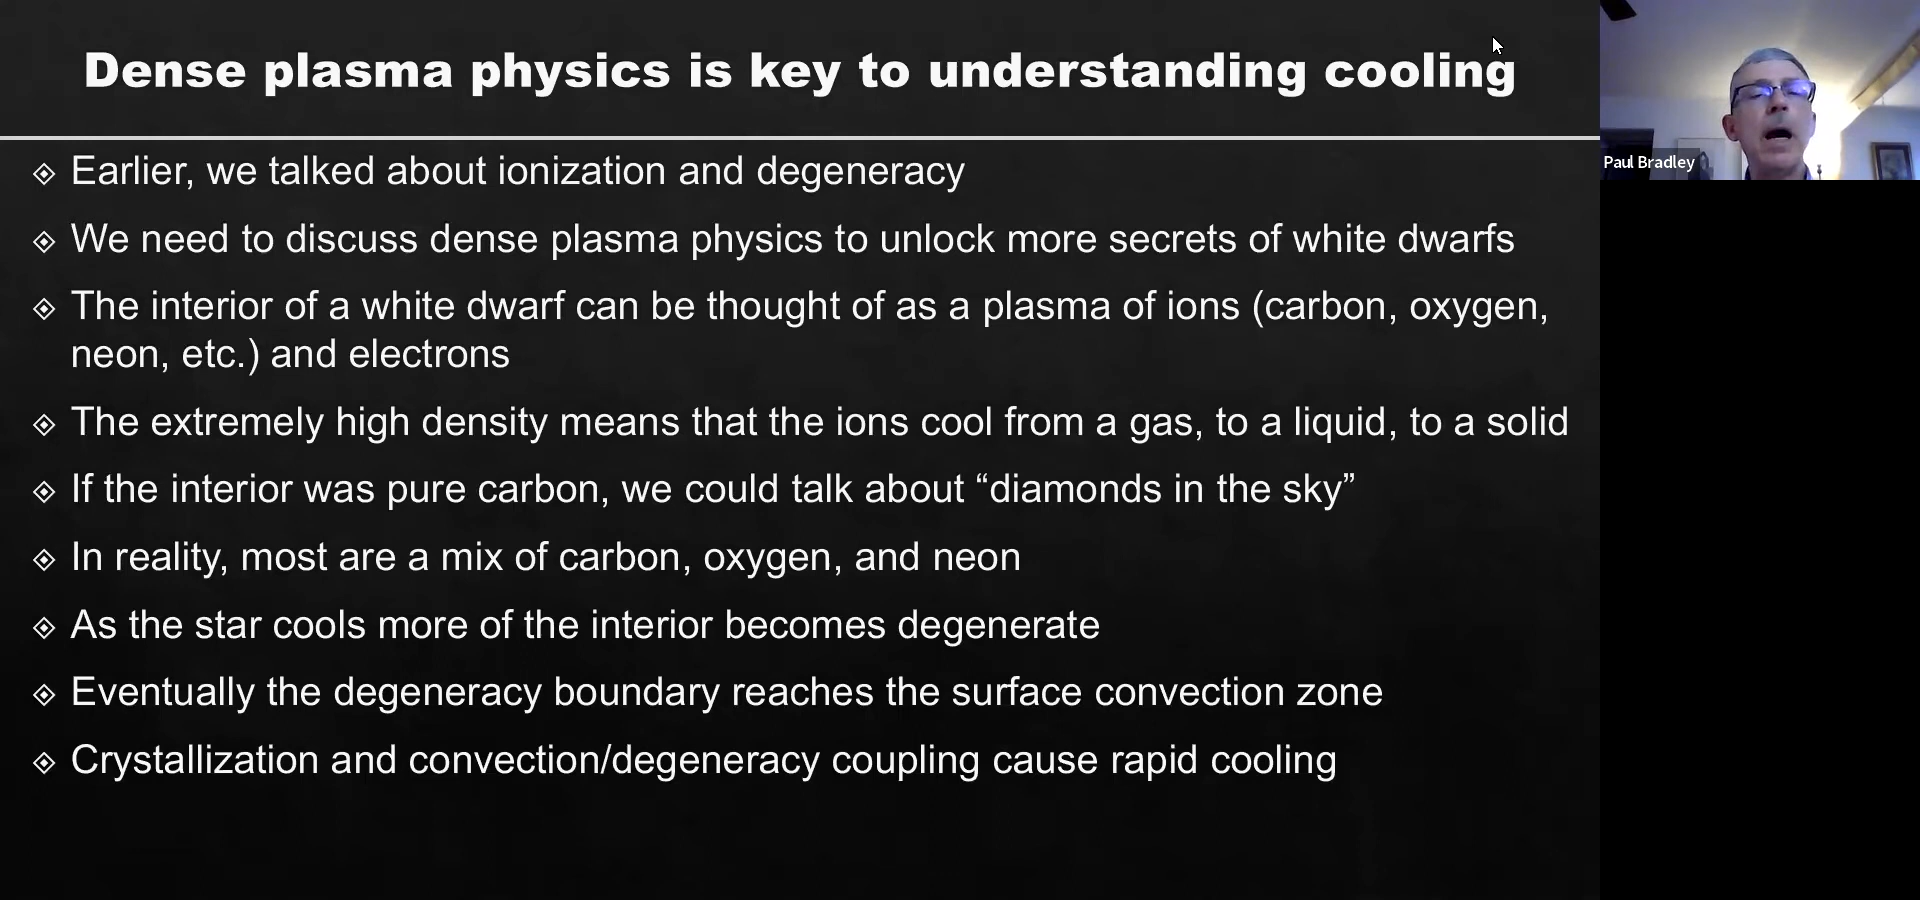 Dense plasma physics is key to understanding cooling
Earlier, we talked about ionization and degeneracy
We need to discuss dense plasma physics to unlock more secrets of white dwarfs
The interior of a white dwarf can be thought of as a plasma of ions (carbon, oxygen,
neon, etc.) and electrons
The extremely high density means that the ions cool from a gas, to a liquid, to a solid
If the interior was pure carbon, we could talk about “diamonds in the sky”
In reality, most are a mix of carbon, oxygen, and neon
As the star cools more of the interior becomes degenerate
Eventually the degeneracy boundary reaches the surface convection zone
Crystallization and convection/degeneracy coupling cause rapid cooling
Paul Bradley